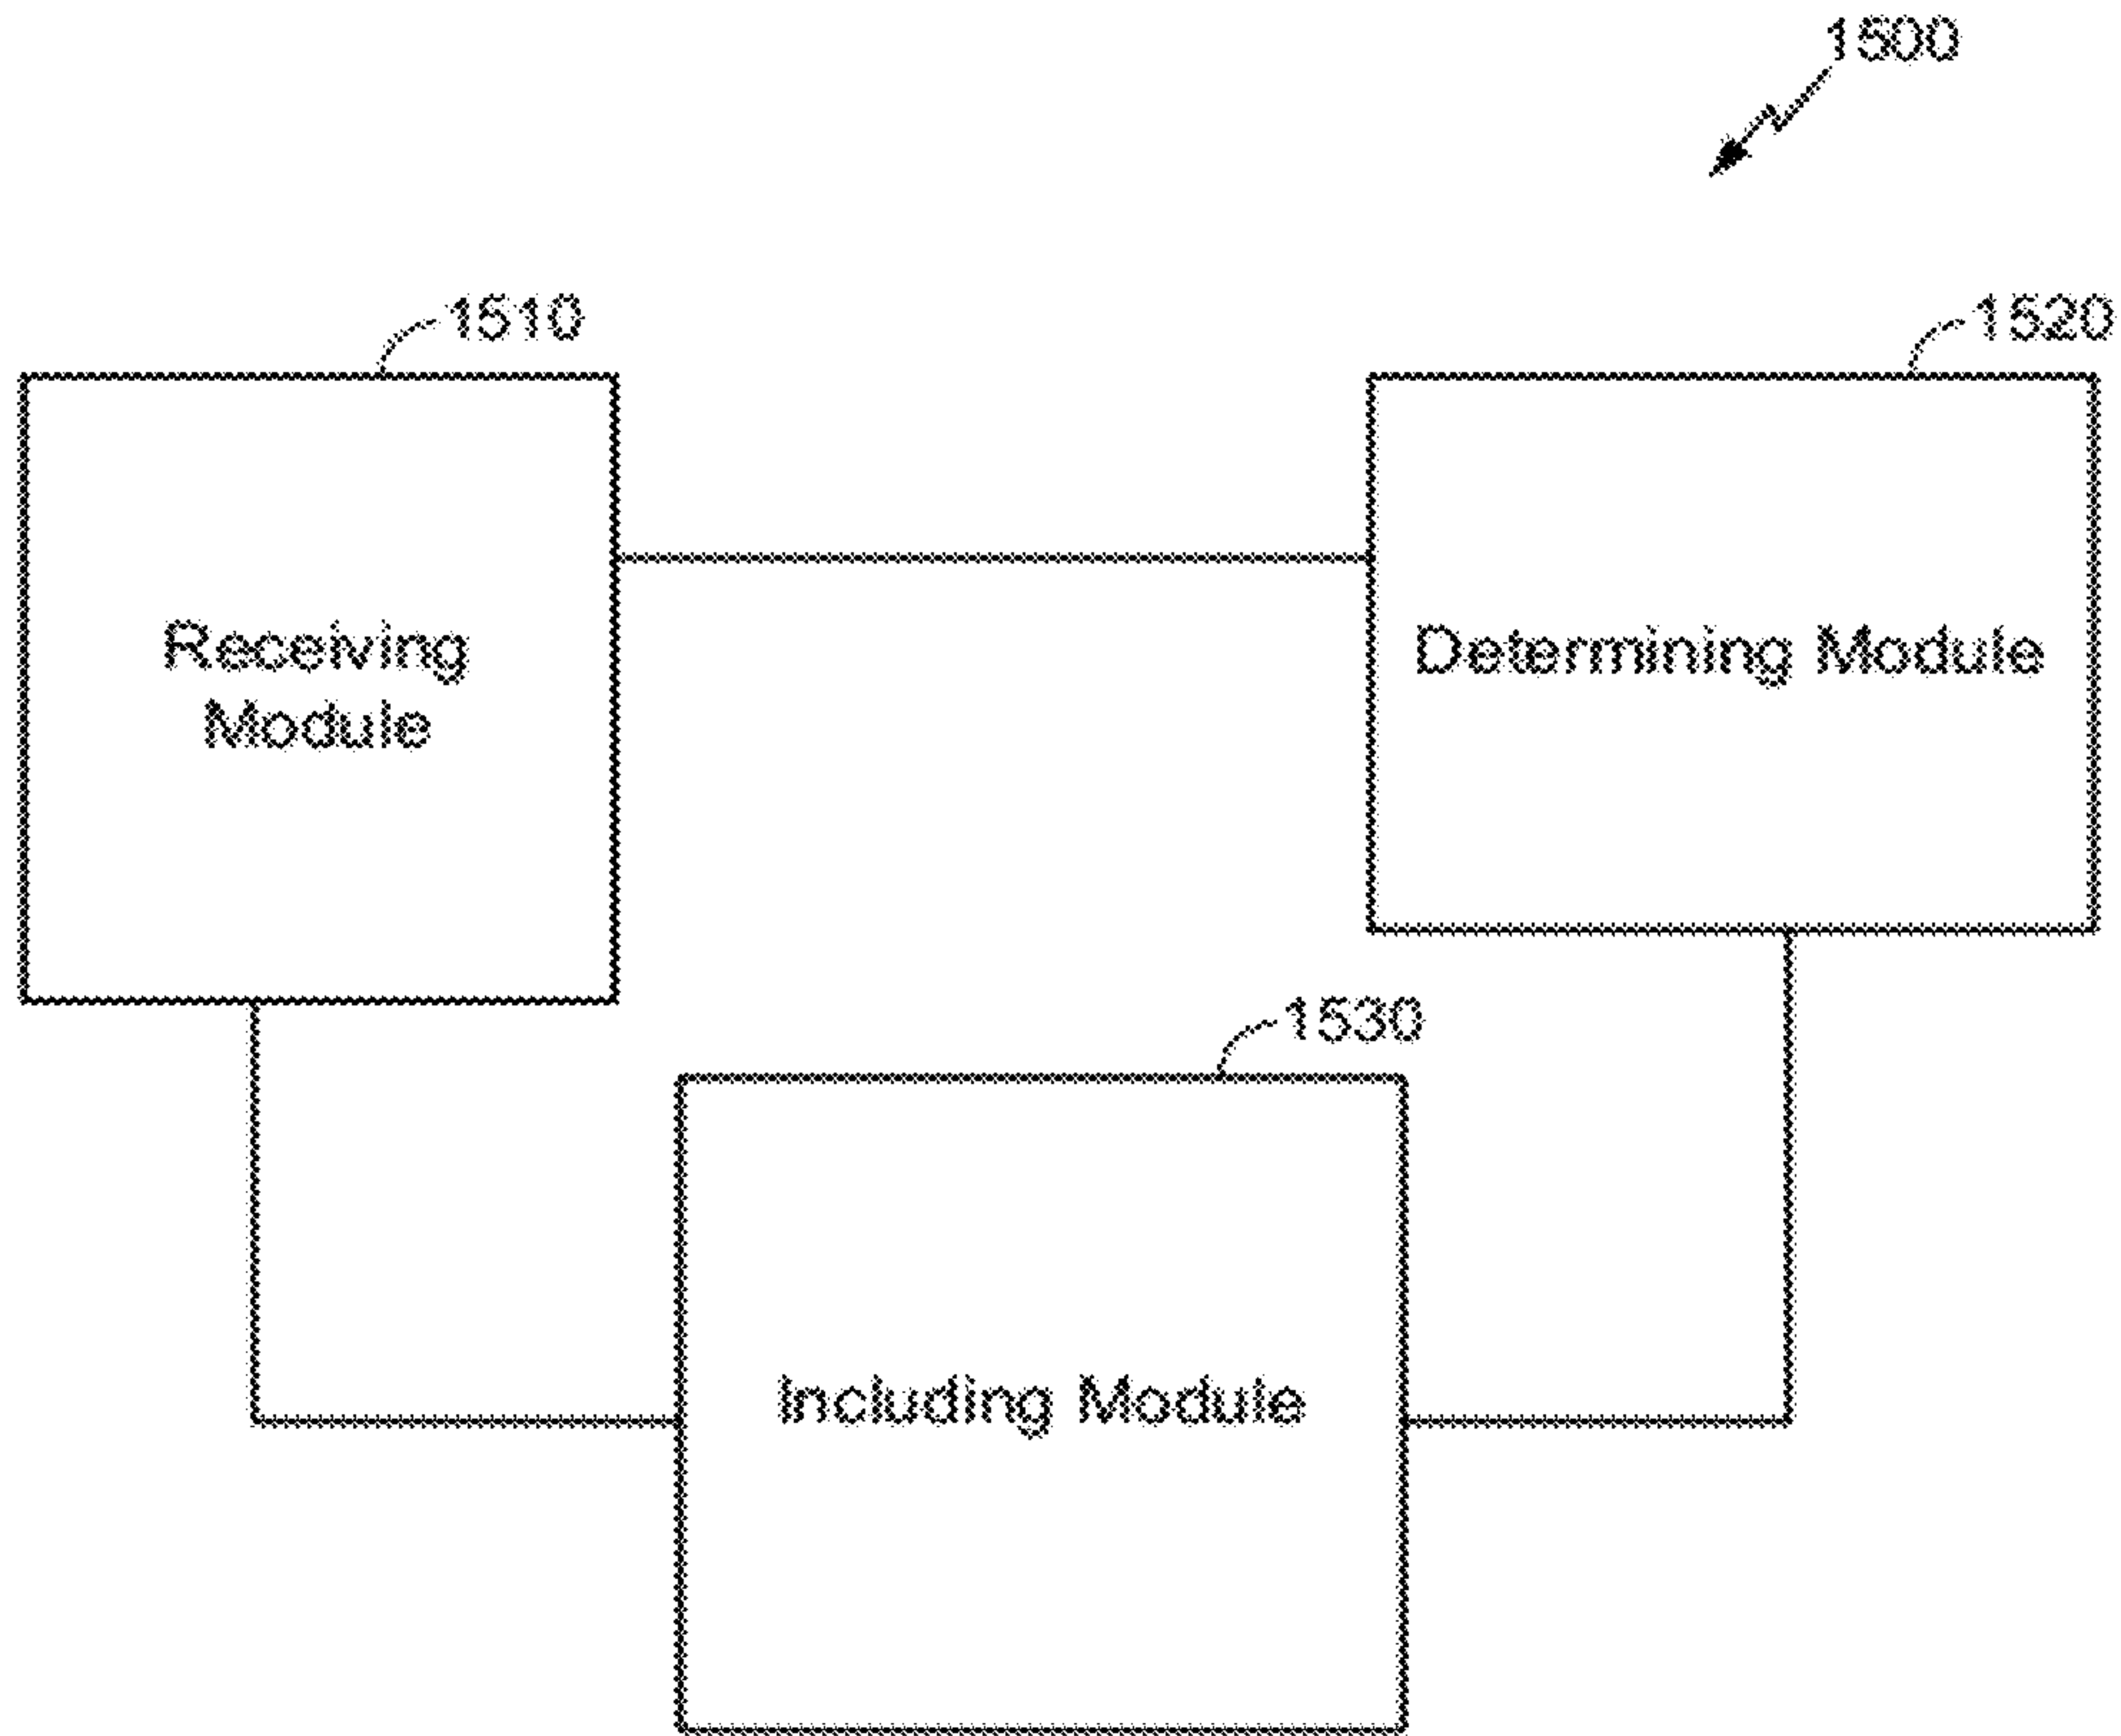 1500
1510
1520
Receiving
Module
Determining Module
1530
Including Module